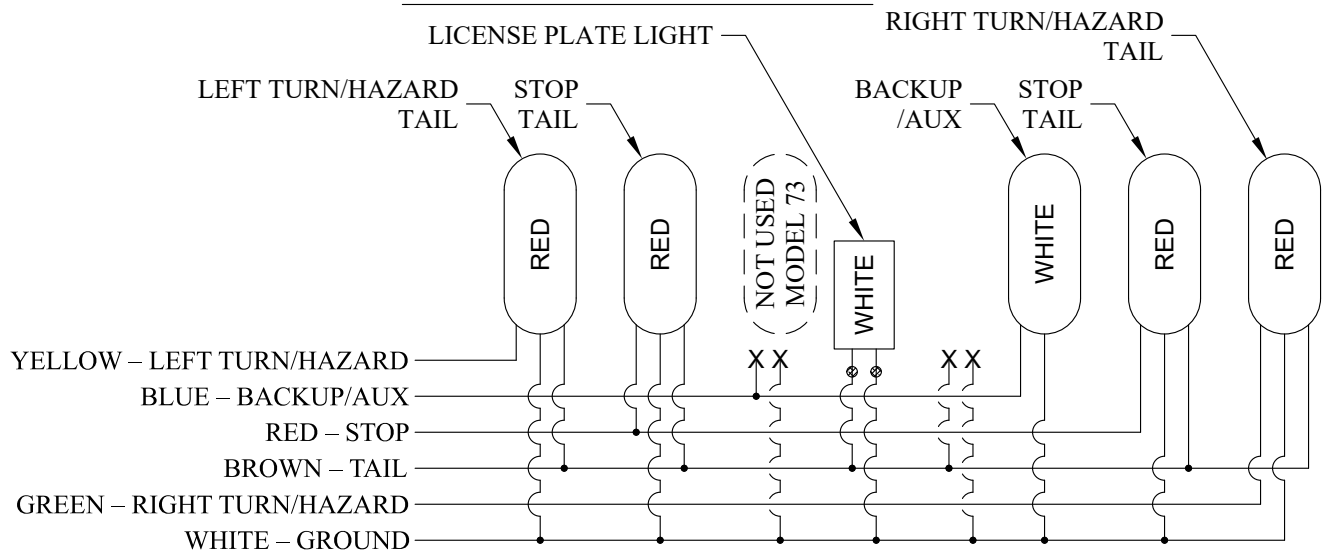 RIGHT TURN/HAZARD
TAIL
LICENSE PLATE LIGHT
LEFT TURN/HAZARD
TAIL
STOP
TAIL
BACKUP
/AUX
STOP
TAIL
RED
RED
NOT USED
MODEL 73
WHITE
WHITE
RED
RED
X X
X X
YELLOW – LEFT TURN/HAZARD
BLUE – BACKUP/AUX
RED – STOP
BROWN – TAIL
GREEN – RIGHT TURN/HAZARD
WHITE – GROUND